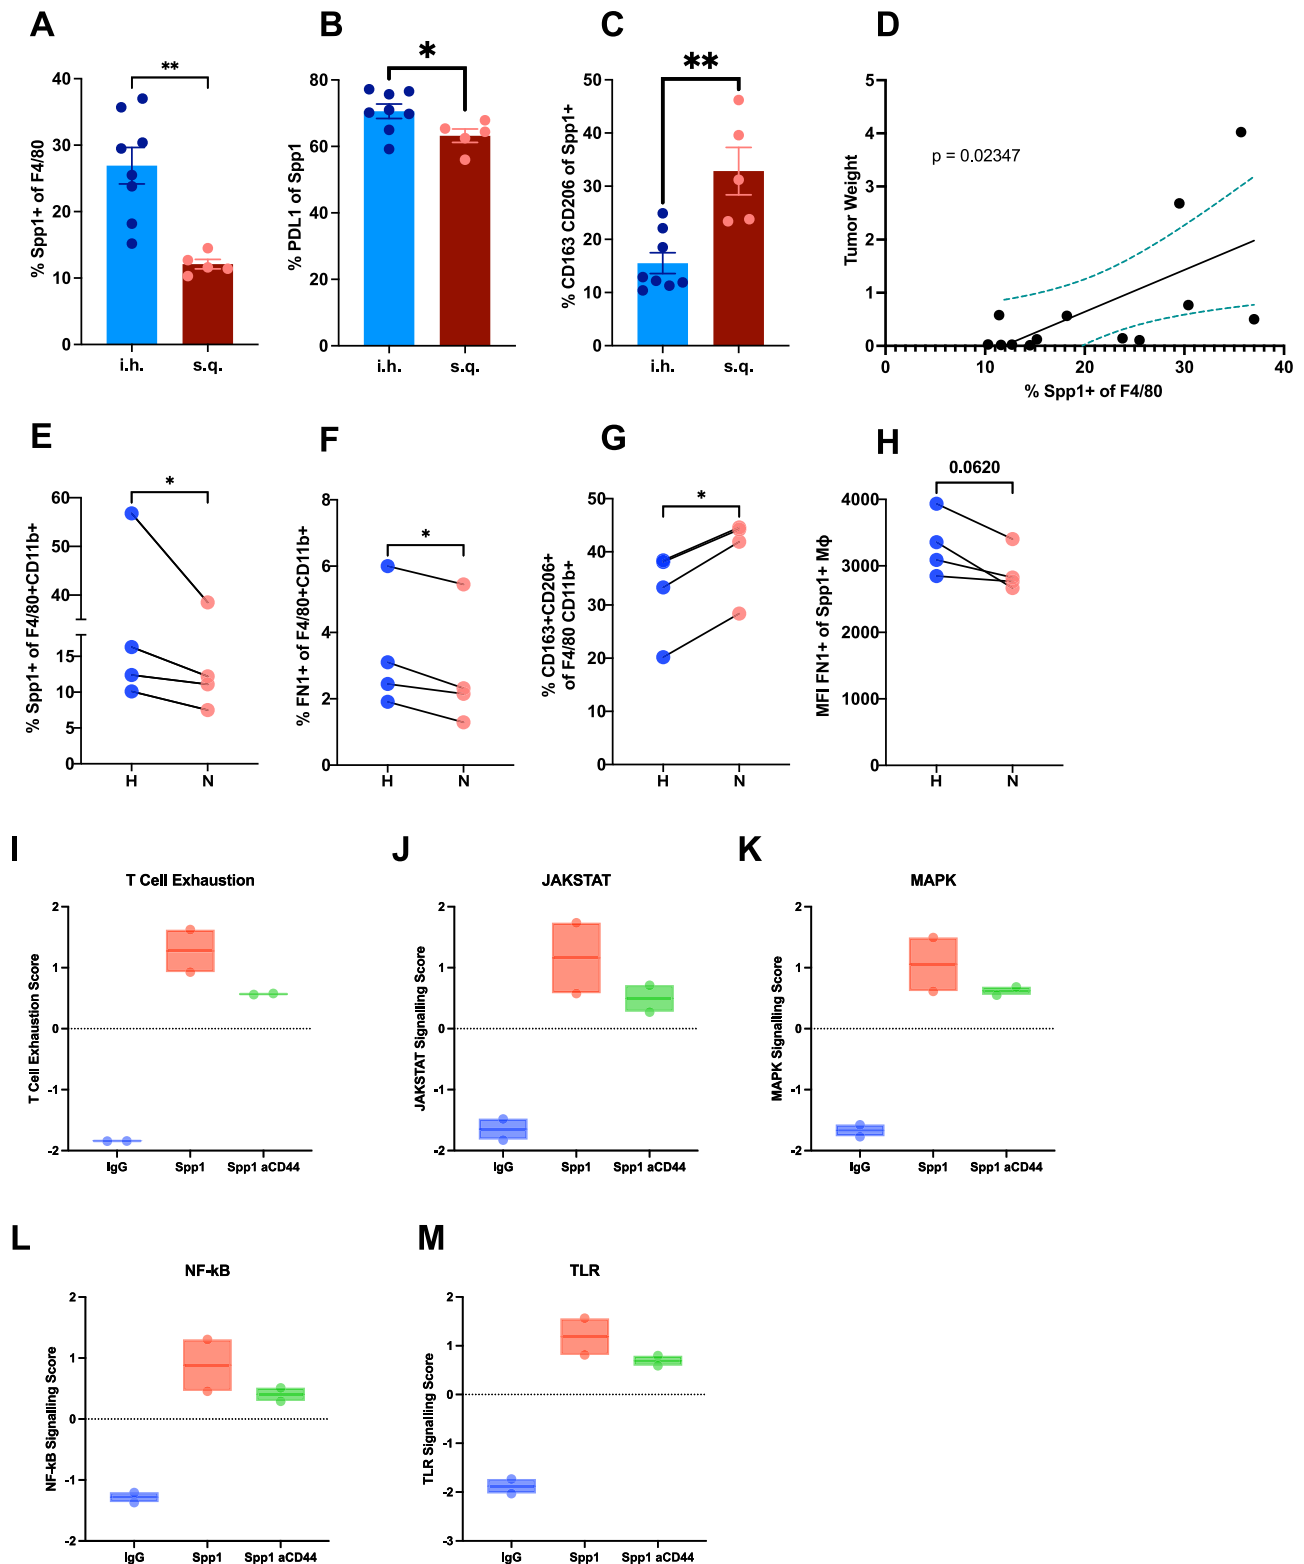 A
B
C
D
**
*
**
% Spp1+ of F4/80
40
30
20
10
0
i.h.
s.q.
% PDL1 of Spp1
80
60
40
20
0
i.h.
s.q.
% CD163 CD206 of Spp1+
50
40
30
20
10
0
i.h.
s.q.
Tumor Weight
5
4
3
2
1
0
p = 0.02347
0
10
20
30
40
% Spp1+ of F4/80
E
F
G
H
*
*
*
0.0620
% Spp1+ of F4/80+CD11b+
60
50
40
15
10
5
0
H
N
% FN1+ of F4/80+CD11b+
8
6
4
2
0
H
N
% CD163+CD206+
of F4/80 CD11b+
50
40
30
20
10
0
H
N
MFI FN1+ of Spp1+ Mϕ
4000
3000
2000
1000
0
H
N
I
J
K
T Cell Exhaustion
T Cell Exhaustion Score
2
1
0
-1
-2
IgG
Spp1
Spp1 aCD44
JAKSTAT
JAKSTAT Signalling Score
2
1
0
-1
-2
IgG
Spp1
Spp1 aCD44
MAPK
MAPK Signalling Score
2
1
0
-1
-2
IgG
Spp1
Spp1 aCD44
L
M
NF-kB
NF-kB Signalling Score
2
1
0
-1
-2
IgG
Spp1
Spp1 aCD44
TLR
TLR Signalling Score
2
1
0
-1
-2
-3
IgG
Spp1
Spp1 aCD44